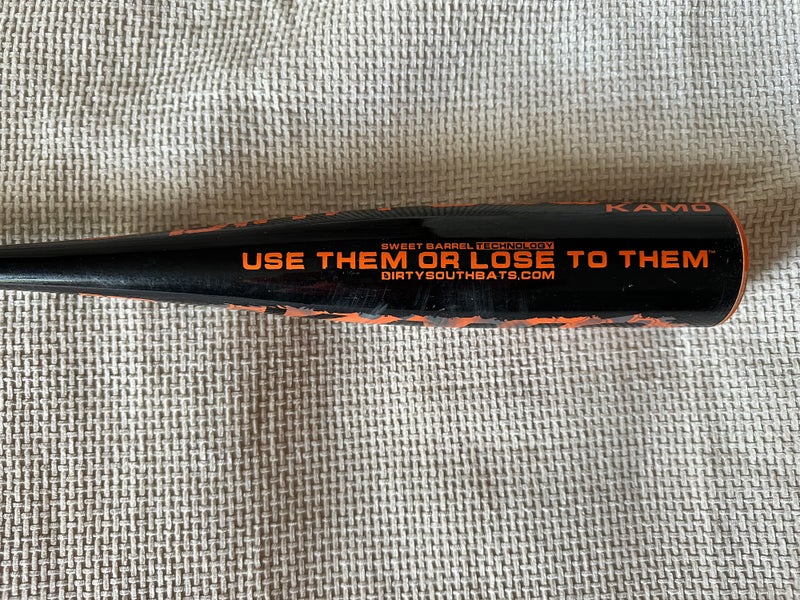 KAMO
SWEET BARREL TECHNOLOGY
USE THEM OR LOSE TO THEM™
DIRTYSOUTHBATS.COM